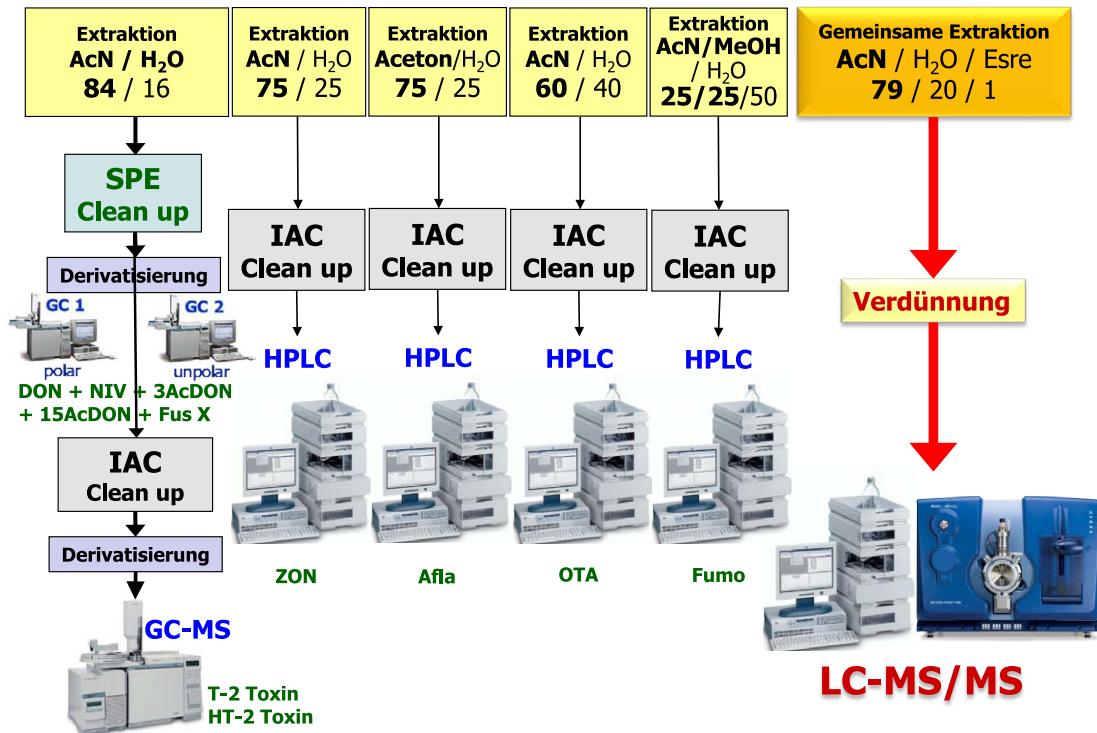 Extraktion
AcN / H₂O
84 / 16
Extraktion
AcN / H₂O
75 / 25
Extraktion
Aceton/H₂O
75 / 25
Extraktion
AcN / H₂O
60 / 40
Extraktion
AcN/MeOH
/ H₂O
25/25/50
Gemeinsame Extraktion
AcN / H₂O / Esre
79 / 20 / 1
SPE
Clean up
IAC
Clean up
IAC
Clean up
IAC
Clean up
IAC
Clean up
Derivatisierung
Verdünnung
GC 1
GC 2
polar
unpolar
HPLC
HPLC
HPLC
HPLC
DON + NIV + 3AcDON
+ 15AcDON + Fus X
IAC
Clean up
Derivatisierung
ZON
Afla
OTA
Fumo
GC-MS
T-2 Toxin
HT-2 Toxin
LC-MS/MS